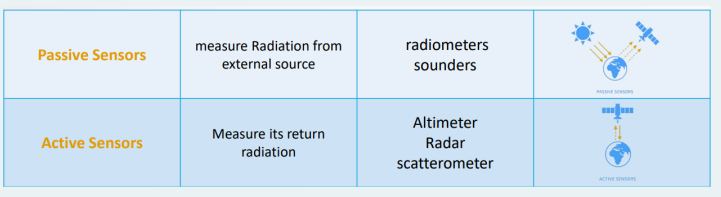 Passive Sensors
measure Radiation from
external source
radiometers
sounders
PASSIVE SENSORS
Active Sensors
Measure its return
radiation
Altimeter
Radar
scatterometer
ACTIVE SENSORS